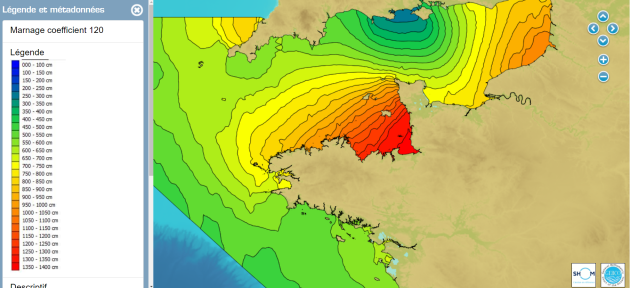 Légende et métadonnées
Marnage coefficient 120
Légende
000 - 100 cm
100 - 150 cm
150 - 200 cm
200 - 250 cm
250 - 300 cm
300 - 350 cm
350 - 400 cm
400 - 450 cm
450 - 500 cm
500 - 550 cm
550 - 600 cm
600 - 650 cm
650 - 700 cm
700 - 750 cm
750 - 800 cm
800 - 850 cm
850 - 900 cm
900 - 950 cm
950 - 1000 cm
1000 - 1050 cm
1050 - 1100 cm
1100 - 1150 cm
1150 - 1200 cm
1200 - 1250 cm
1250 - 1300 cm
1300 - 1350 cm
1350 - 1400 cm
Descriptif
SHOM